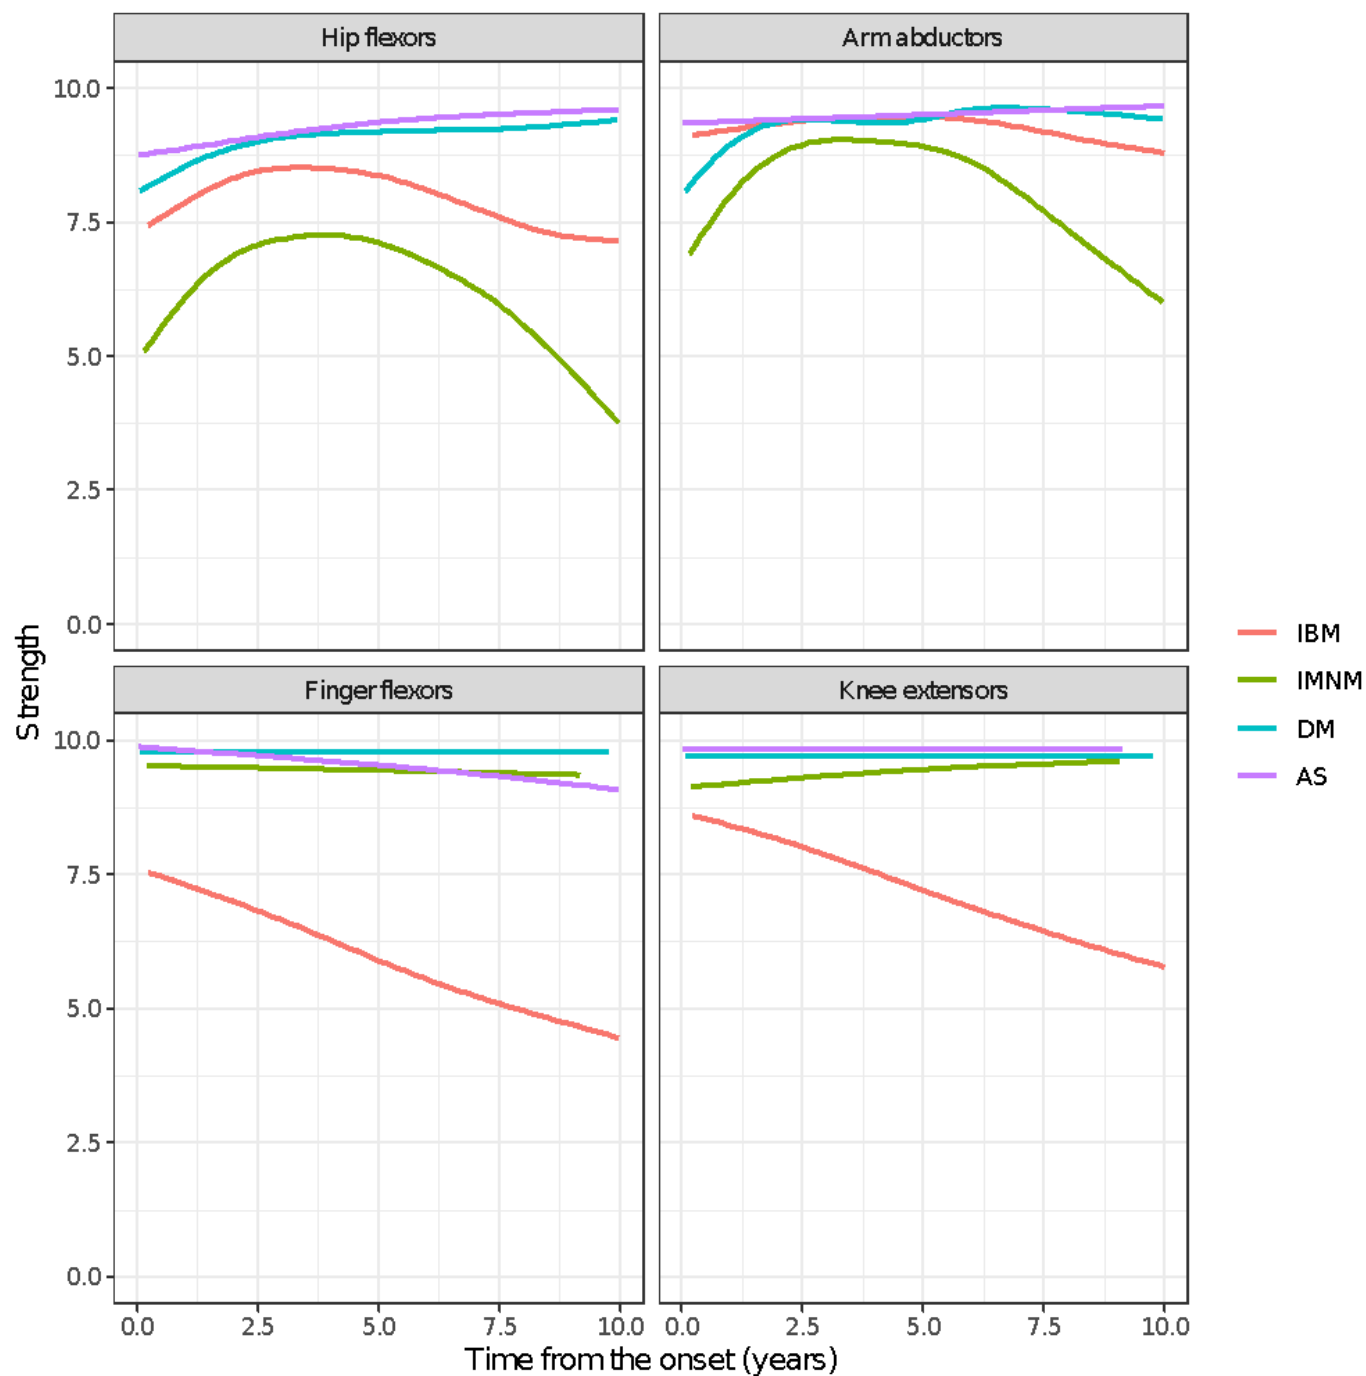 Hip flexors
Arm abductors
10.0
7.5
5.0
2.5
0.0
Strength
Finger flexors
Knee extensors
10.0
7.5
5.0
2.5
0.0
0.0 2.5 5.0 7.5 10.0
0.0 2.5 5.0 7.5 10.0
Time from the onset (years)
IBM
IMNM
DM
AS